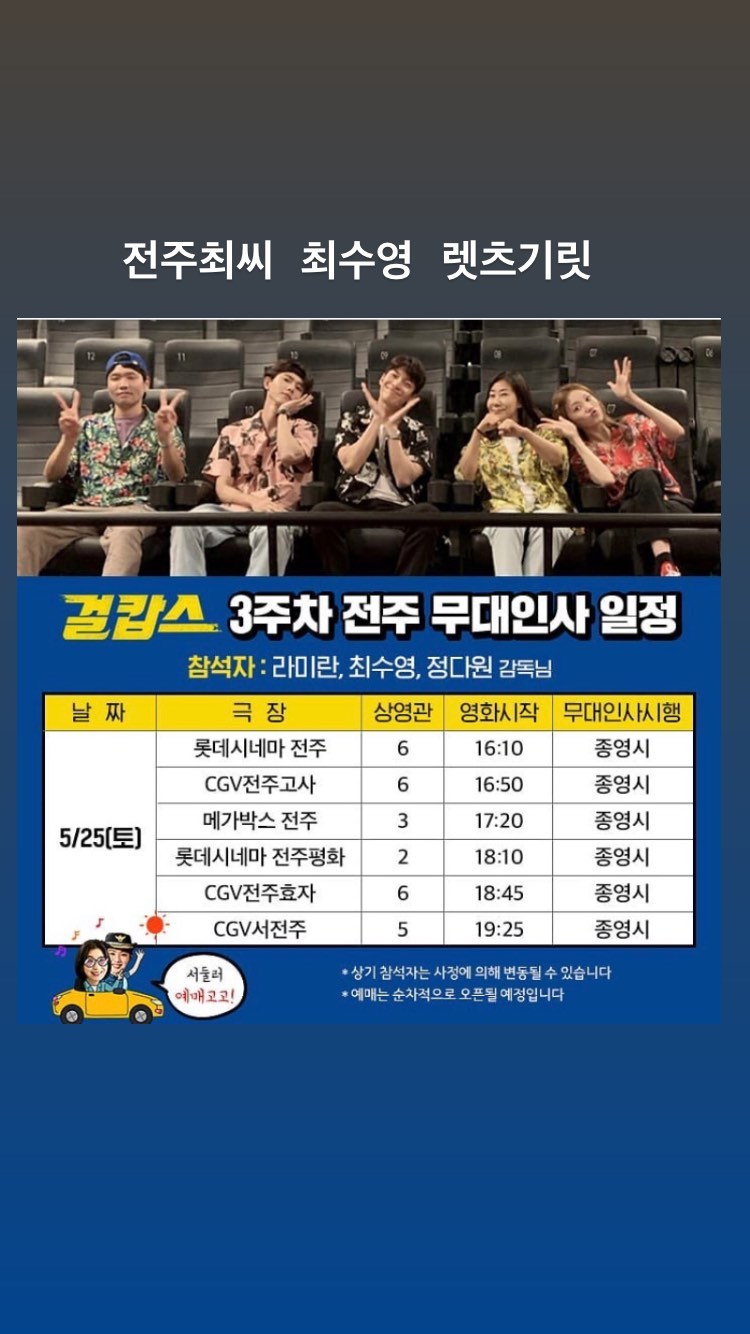 전주최씨 최수영 렛츠기릿
12 11 10 10 09 08 07 06
걸캅스 3주차 전주 무대인사 일정
참석자 : 라미란, 최수영, 정다원 감독님
날 짜 극 장 상영관 영화시작 무대인사시행
5/25(토)
롯데시네마 전주 6 16:10 종영시
CGV전주고사 6 16:50 종영시
메가박스 전주 3 17:20 종영시
롯데시네마 전주평화 2 18:10 종영시
CGV전주효자 6 18:45 종영시
CGV서전주 5 19:25 종영시
서둘러
예매고고!
* 상기 참석자는 사정에 의해 변동될 수 있습니다
* 예매는 순차적으로 오픈될 예정입니다